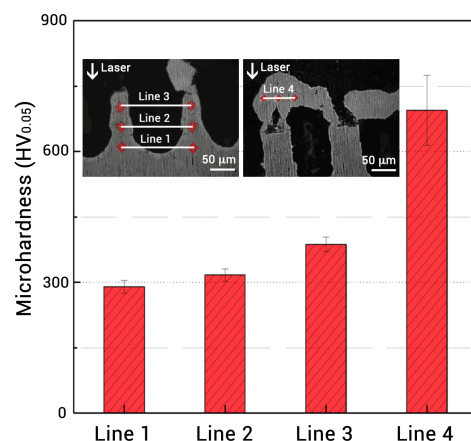 Microhardness (HV0.05)
900
600
300
0
Laser
Line 3
Line 2
Line 1
50 μm
Laser
Line 4
50 μm
Line 1 Line 2 Line 3 Line 4